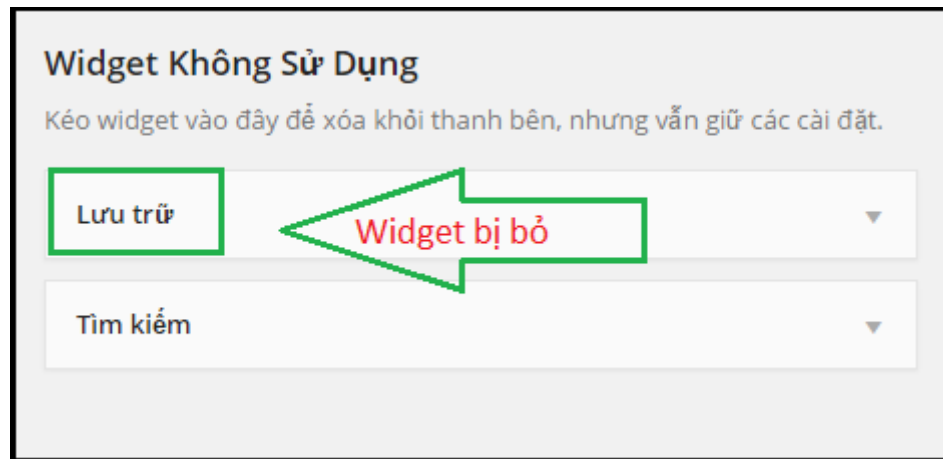 Widget Không Sử Dụng
Kéo widget vào đây để xóa khỏi thanh bên, nhưng vẫn giữ các cài đặt.
Lưu trữ
Widget bị bỏ
Tìm kiếm